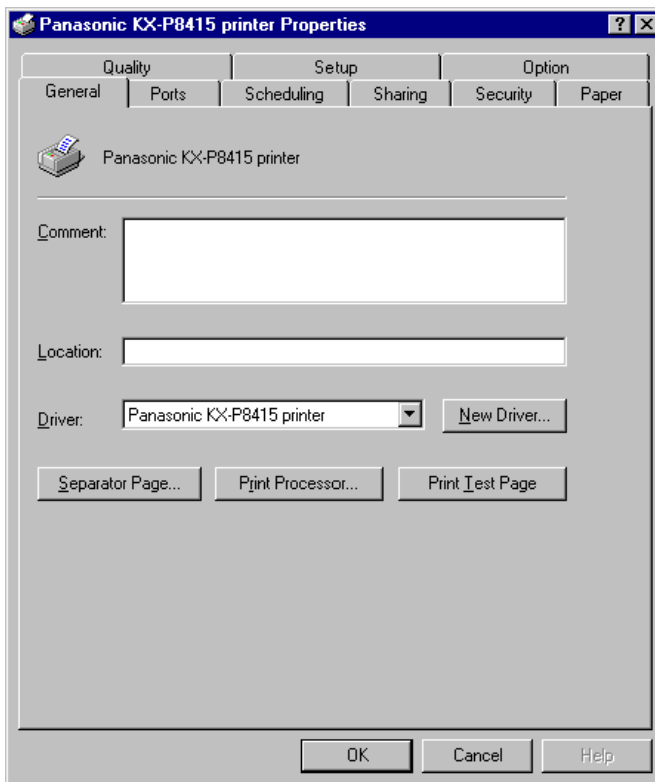 Panasonic KX-P8415 printer Properties
Quality Setup Option
General Ports Scheduling Sharing Security Paper
Panasonic KX-P8415 printer
Comment:
Location:
Driver: Panasonic KX-P8415 printer New Driver...
Separator Page... Print Processor... Print Test Page
OK Cancel Help